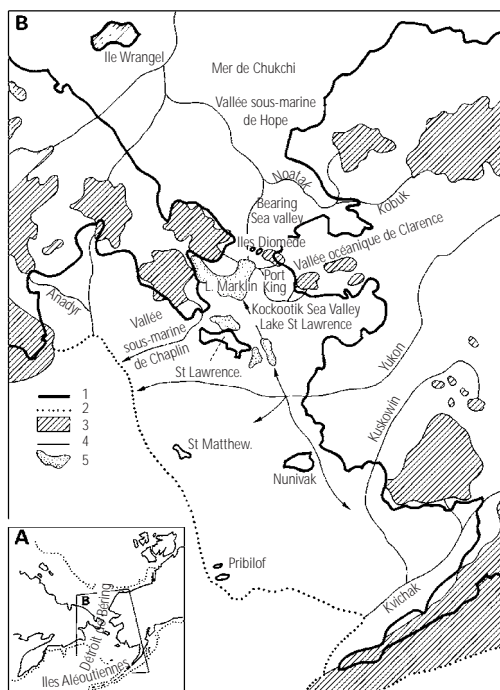 B
Ile Wrangel
Mer de Chukchi
Vallée sous-marine
de Hope
Noatak
Kobuk
Bearing
Sea valley
Iles Diomède
Vallée océanique de Clarence
L. Marklin
Port
King
Anadyr
Vallée
sous-marine
de Chaplin
Kockootik Sea Valley
Lake St Lawrence
St Lawrence.
Yukon
Kuskowin
1
2
3
4
5
St Matthew.
Nunivak
Pribilof
Kvichak
A
B
Détroit de Béring
Iles Aléoutiennes